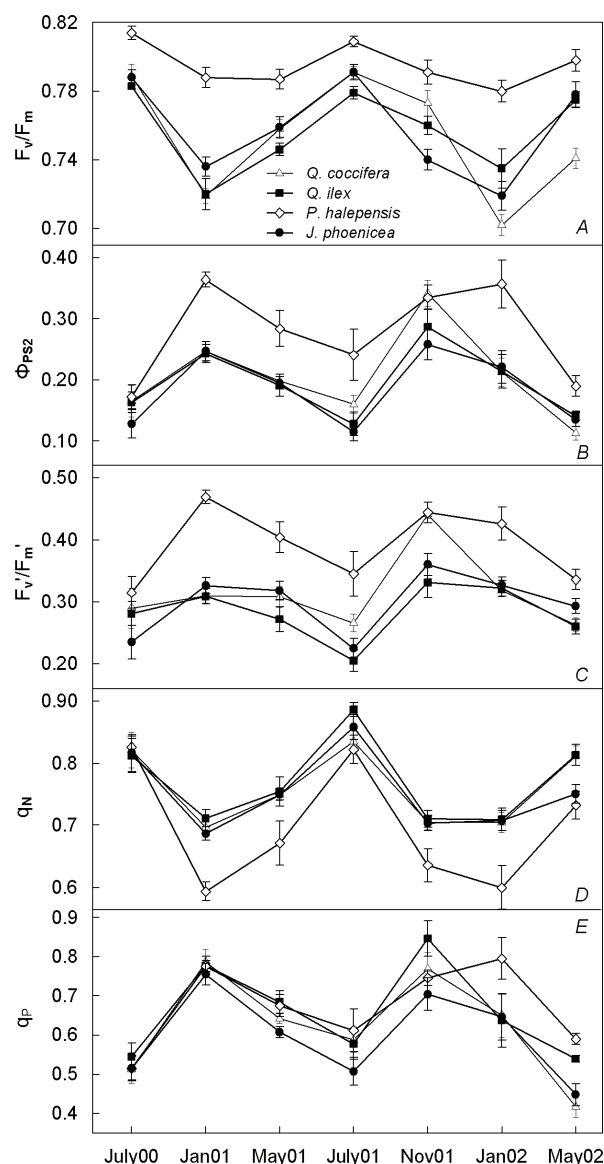 0.82
0.78
0.74
0.70
Fv/Fm
Q. coccifera
Q. ilex
P. halepensis
J. phoenicea
A
0.40
0.30
0.20
0.10
ΦPS2
B
0.50
0.40
0.30
0.20
Fv'/Fm'
C
0.90
0.8
0.7
0.6
qN
D
0.9
0.8
0.7
0.6
0.5
0.4
qP
E
July00 Jan01 May01 July01 Nov01 Jan02 May02